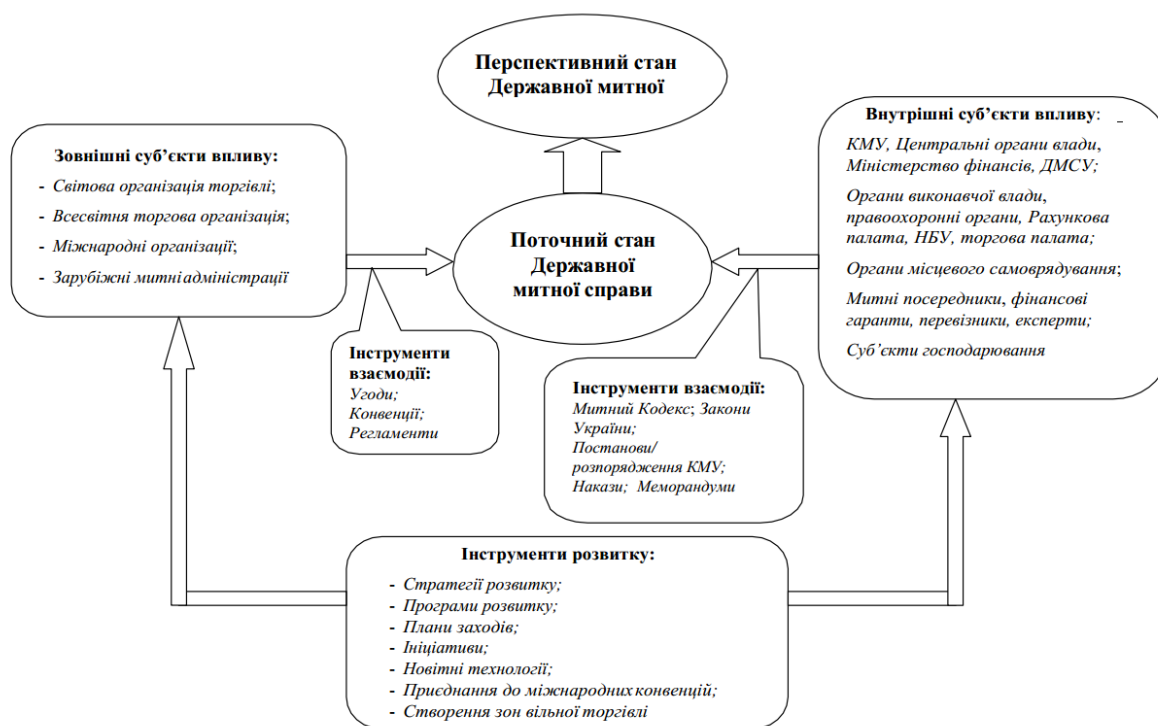 Перспективний стан
Державної митної
Зовнішні суб’єкти впливу:
- Світова організація торгівлі;
- Всесвітня торгова організація;
- Міжнародні організації;
- Зарубіжні митні адміністрації
Поточний стан
Державної
митної справи
Внутрішні суб’єкти впливу:
КМУ, Центральні органи влади,
Міністерство фінансів, ДМСУ;
Органи виконавчої влади,
правоохоронні органи, Рахункова
палата, НБУ, торгова палата;
Органи місцевого самоврядування;
Митні посередники, фінансові
гаранти, перевізники, експерти;
Суб’єкти господарювання
Інструменти
взаємодії:
Угоди;
Конвенції;
Регламенти
Інструменти взаємодії:
Митний Кодекс; Закони
України;
Постанови/
розпорядження КМУ;
Накази; Меморандуми
Інструменти розвитку:
- Стратегії розвитку;
- Програми розвитку;
- Плани заходів;
- Ініціативи;
- Новітні технології;
- Приєднання до міжнародних конвенцій;
- Створення зон вільної торгівлі